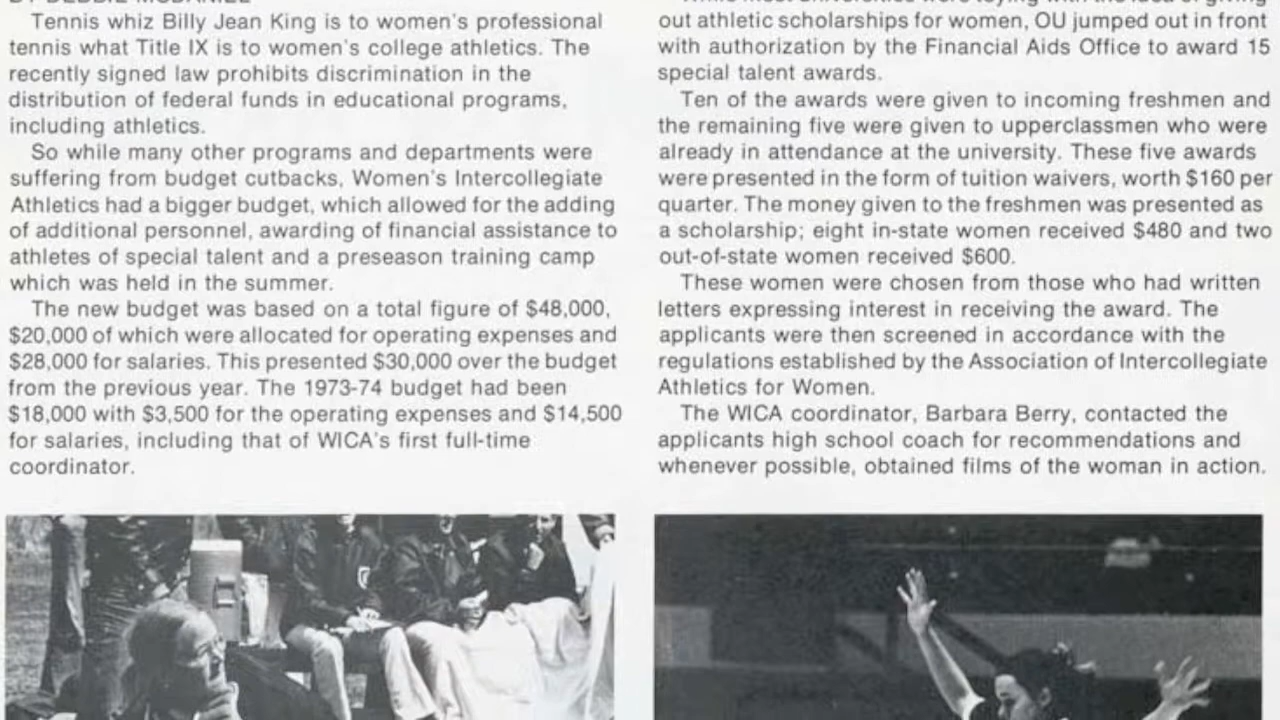 BY DEBBIE MCDANIEL
Tennis whiz Billy Jean King is to women's professional
tennis what Title IX is to women's college athletics. The
recently signed law prohibits discrimination in the
distribution of federal funds in educational programs,
including athletics.
So while many other programs and departments were
suffering from budget cutbacks, Women's Intercollegiate
Athletics had a bigger budget, which allowed for the adding
of additional personnel, awarding of financial assistance to
athletes of special talent and a preseason training camp
which was held in the summer.
The new budget was based on a total figure of $48,000,
$20,000 of which were allocated for operating expenses and
$28,000 for salaries. This presented $30,000 over the budget
from the previous year. The 1973-74 budget had been
$18,000 with $3,500 for the operating expenses and $14,500
for salaries, including that of WICA's first full-time
coordinator.
While most universities were toying with the idea of giving
out athletic scholarships for women, OU jumped out in front
with authorization by the Financial Aids Office to award 15
special talent awards.
Ten of the awards were given to incoming freshmen and
the remaining five were given to upperclassmen who were
already in attendance at the university. These five awards
were presented in the form of tuition waivers, worth $160 per
quarter. The money given to the freshmen was presented as
a scholarship; eight in-state women received $480 and two
out-of-state women received $600.
These women were chosen from those who had written
letters expressing interest in receiving the award. The
applicants were then screened in accordance with the
regulations established by the Association of Intercollegiate
Athletics for Women.
The WICA coordinator, Barbara Berry, contacted the
applicants high school coach for recommendations and
whenever possible, obtained films of the woman in action.